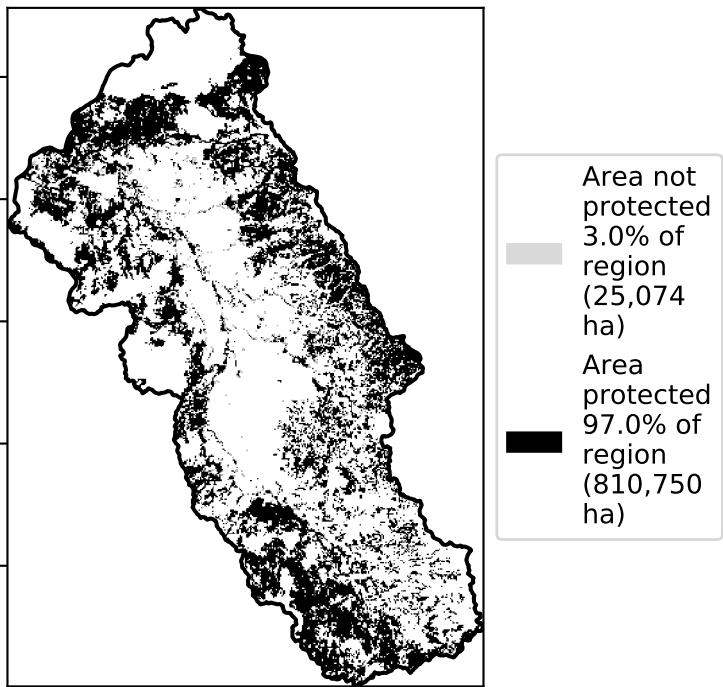 Area not
protected
3.0% of
region
(25,074
ha)
Area
protected
97.0% of
region
(810,750
ha)